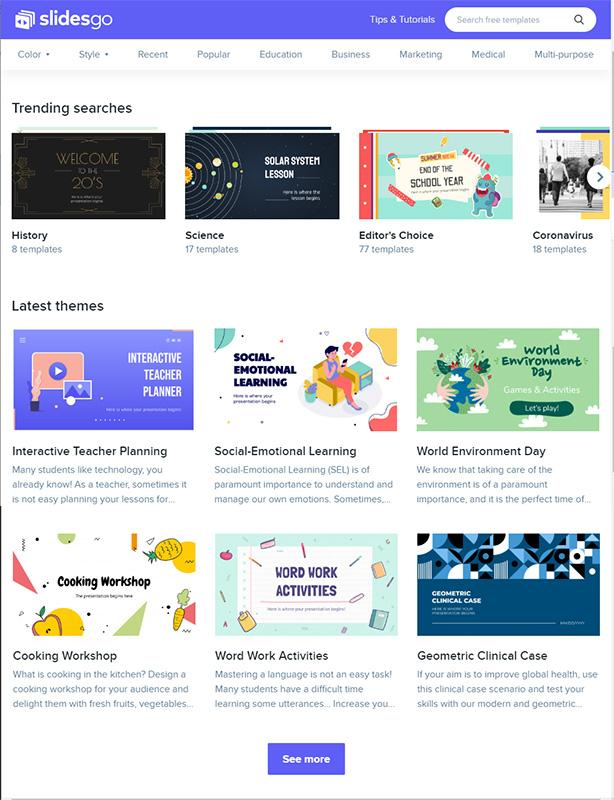 slidesgo
Tips & Tutorials
Search free templates
Color
Style
Recent
Popular
Education
Business
Marketing
Medical
Multi-purpose
Trending searches
WELCOME
TO THE
20'S
Here is where your
presentation begins
SOLAR SYSTEM
LESSON
Here is where the
lesson begins
SUMMER
END OF THE
SCHOOL YEAR
History
8 templates
Science
17 templates
Editor's Choice
77 templates
Coronavirus
18 templates
Latest themes
INTERACTIVE
TEACHER
PLANNER
Here is where your presentation begins
SOCIAL-
EMOTIONAL
LEARNING
Here is where your
presentation begins
World
Environment
Day
Games & Activities
Let's play!
Interactive Teacher Planning
Many students like technology, you
already know! As a teacher, sometimes it
is not easy planning your lessons for...
Social-Emotional Learning
Social-Emotional Learning (SEL) is of
paramount importance to understand and
manage our own emotions. Sometimes,...
World Environment Day
We know that taking care of the
environment is of a paramount
importance, and it is the perfect time of...
Cooking Workshop
The presentation begins here
WORD WORK
ACTIVITIES
Here is where your presentation begins!
GEOMETRIC
CLINICAL CASE
HERE IS WHERE YOUR
PRESENTATION BEGINS
Cooking Workshop
What is cooking in the kitchen? Design a
cooking workshop for your audience and
delight them with fresh fruits, vegetables...
Word Work Activities
Mastering a language is not an easy task!
Many students have a difficult time
learning some utterances... Increase you...
Geometric Clinical Case
If your aim is to improve global health, use
this clinical case scenario and test your
skills with our modern and geometric...
See more